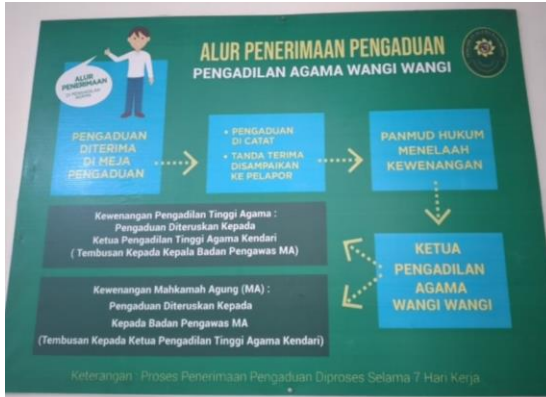 ALUR PENERIMAAN PENGADUAN
PENGADILAN AGAMA WANGI WANGI
ALUR
PENERIMAAN
PENGADUAN
DITERIMA
DI MEJA
PENGADUAN
• PENGADUAN
DI CATAT
• TANDA TERIMA
DISAMPAIKAN
KE PELAPOR
PANMUD HUKUM
MENELAAH
KEWENANGAN
KETUA
PENGADILAN
AGAMA
WANGI WANGI
Kewenangan Pengadilan Tinggi Agama :
Pengaduan Diteruskan Kepada
Ketua Pengadilan Tinggi Agama Kendari
( Tembusan Kepada Kepala Badan Pengawas MA)
Kewenangan Mahkamah Agung (MA) :
Pengaduan Diteruskan Kepada
Kepada Badan Pengawas MA
(Tembusan Kepada Ketua Pengadilan Tinggi Agama Kendari)
Keterangan : Proses Penerimaan Pengaduan Diproses Selama 7 Hari Kerja